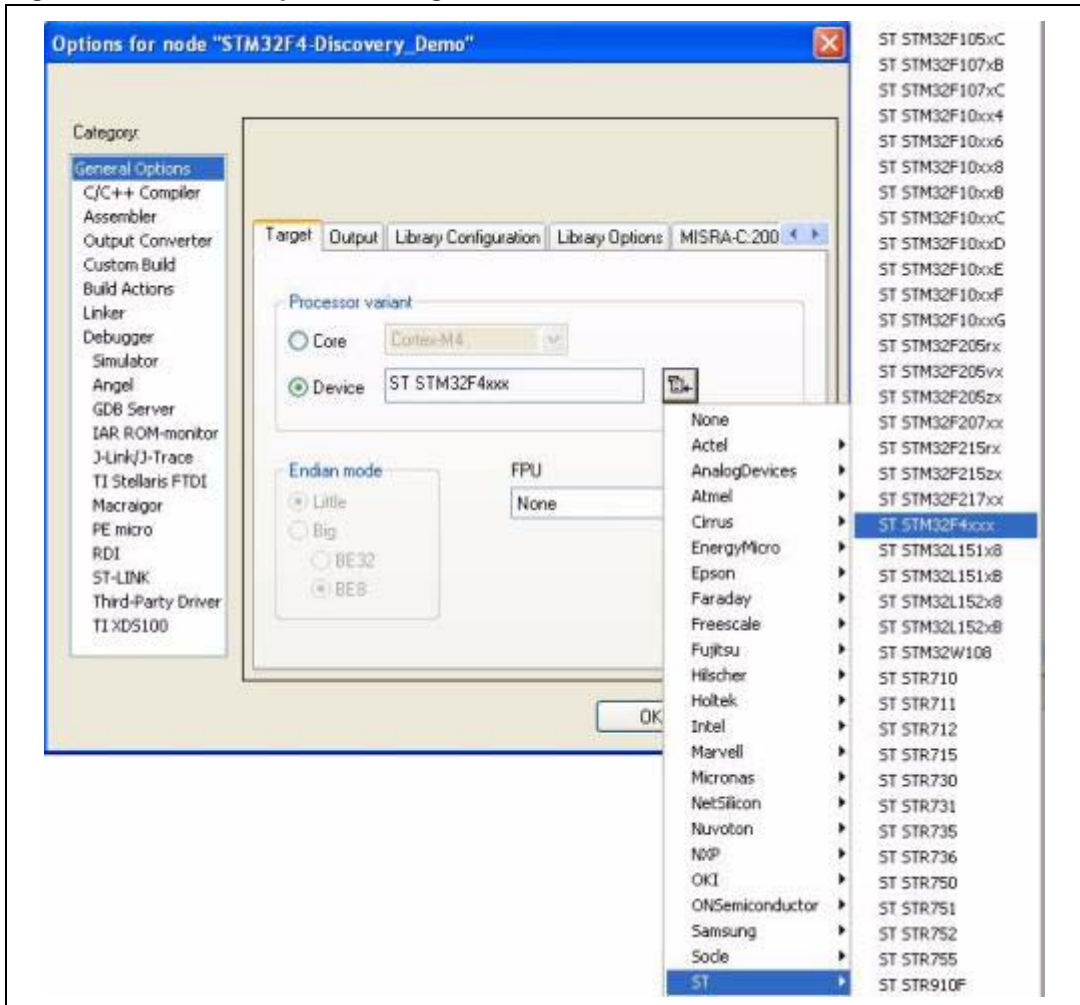 Options for node "STM32F4-Discovery_Demo"
Category:
General Options
C/C++ Compiler
Assembler
Output Converter
Custom Build
Build Actions
Linker
Debugger
Simulator
Angel
GDB Server
IAR ROM-monitor
J-Link/J-Trace
TI Stellaris FTDI
Macraigor
PE micro
RDI
ST-LINK
Third-Party Driver
TI XDS100
Target Output Library Configuration Library Options MISRA-C:200
Processor variant
Core Cortex-M4
Device ST STM32F4xxx
Endian mode
Little
Big
BE32
BE8
FPU
None
OK
None
Actel
AnalogDevices
Atmel
Cirrus
EnergyMicro
Epson
Faraday
Freescale
Fujitsu
Hilscher
Holtek
Intel
Marvell
Micronas
NetSilicon
Nuvoton
NXP
OKI
ONSemiconductor
Samsung
Socle
ST
ST STM32F105xC
ST STM32F107xB
ST STM32F107xC
ST STM32F10xx4
ST STM32F10xx6
ST STM32F10xx8
ST STM32F10xxB
ST STM32F10xxC
ST STM32F10xxD
ST STM32F10xxE
ST STM32F10xxF
ST STM32F10xxG
ST STM32F205rx
ST STM32F205vx
ST STM32F205zx
ST STM32F207xx
ST STM32F215rx
ST STM32F215zx
ST STM32F217xx
ST STM32F4xxx
ST STM32L151x8
ST STM32L151xB
ST STM32L152x8
ST STM32L152xB
ST STM32W108
ST STR710
ST STR711
ST STR712
ST STR715
ST STR730
ST STR731
ST STR735
ST STR736
ST STR750
ST STR751
ST STR752
ST STR755
ST STR910F